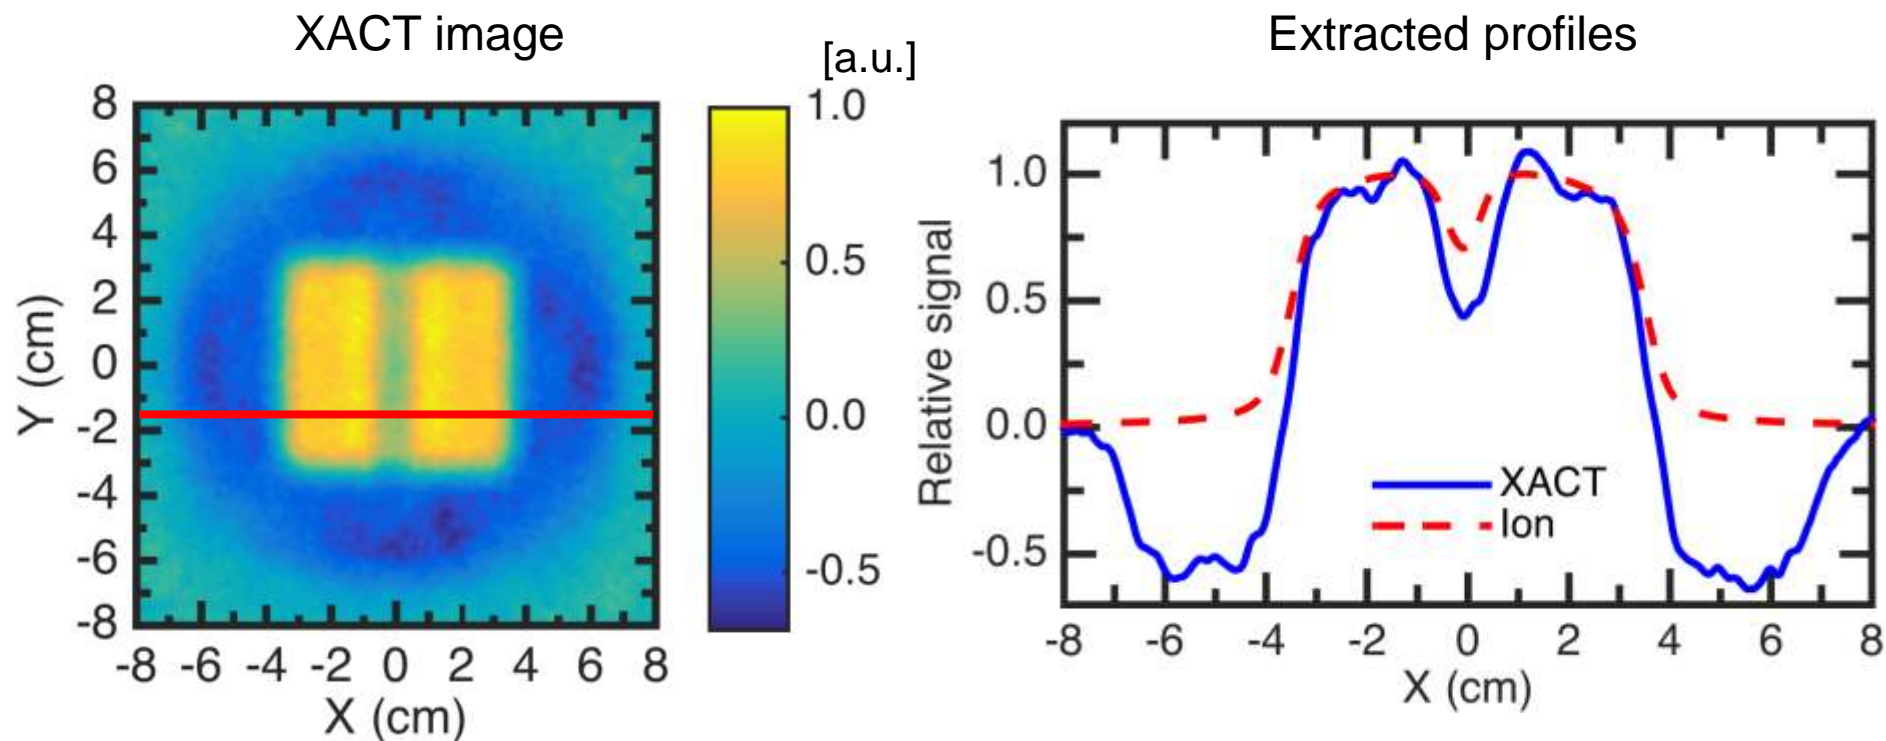 XACT image
[a.u.]
8
6
4
2
0
-2
-4
-6
-8
Y (cm)
-8 -6 -4 -2 0 2 4 6 8
X (cm)
1.0
0.5
0.0
-0.5
Extracted profiles
1.0
0.5
0.0
-0.5
Relative signal
XACT
Ion
-8 -6 -4 -2 0 2 4 6 8
X (cm)